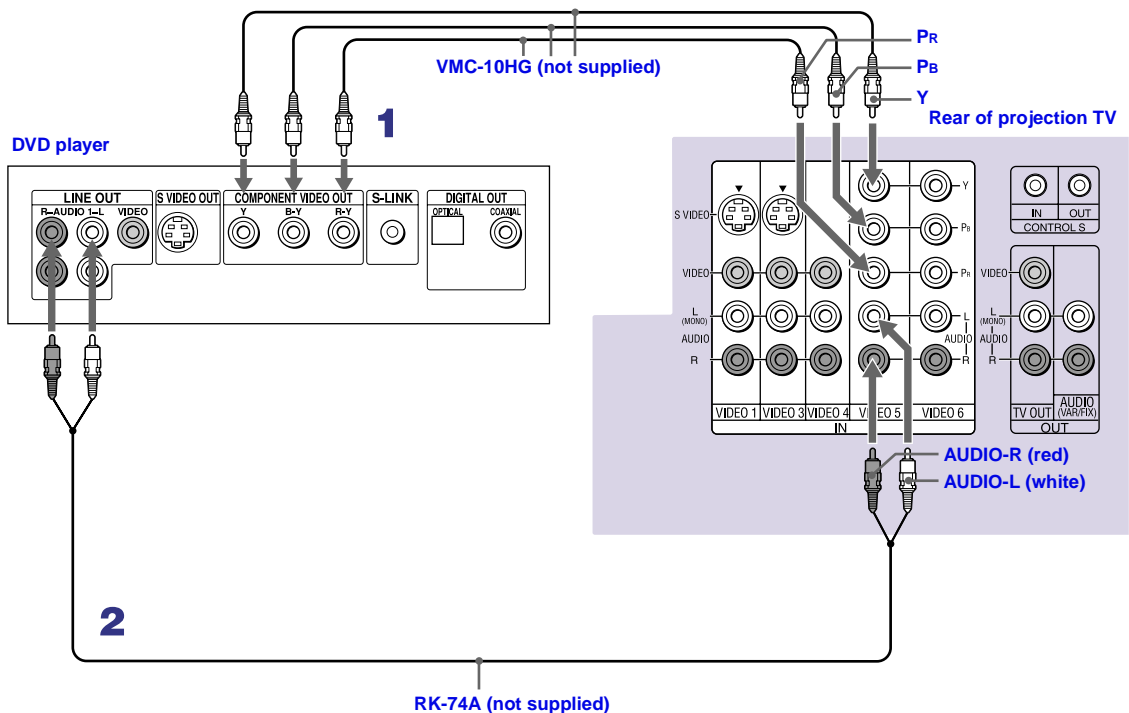 PR
VMC-10HG (not supplied)
PB
Y
1
Rear of projection TV
DVD player
LINE OUT
R–AUDIO 1–L VIDEO
S VIDEO OUT
COMPONENT VIDEO OUT
Y B-Y R-Y
S-LINK
DIGITAL OUT
OPTICAL COAXIAL
S VIDEO
VIDEO
L
(MONO)
AUDIO
R
Y
PB
PR
L
AUDIO
R
VIDEO 1 VIDEO 3 VIDEO 4 VIDEO 5 VIDEO 6
IN
IN OUT
CONTROL S
VIDEO
L
(MONO)
AUDIO
R
TV OUT
AUDIO
(VAR/FIX)
OUT
AUDIO-R (red)
AUDIO-L (white)
2
RK-74A (not supplied)